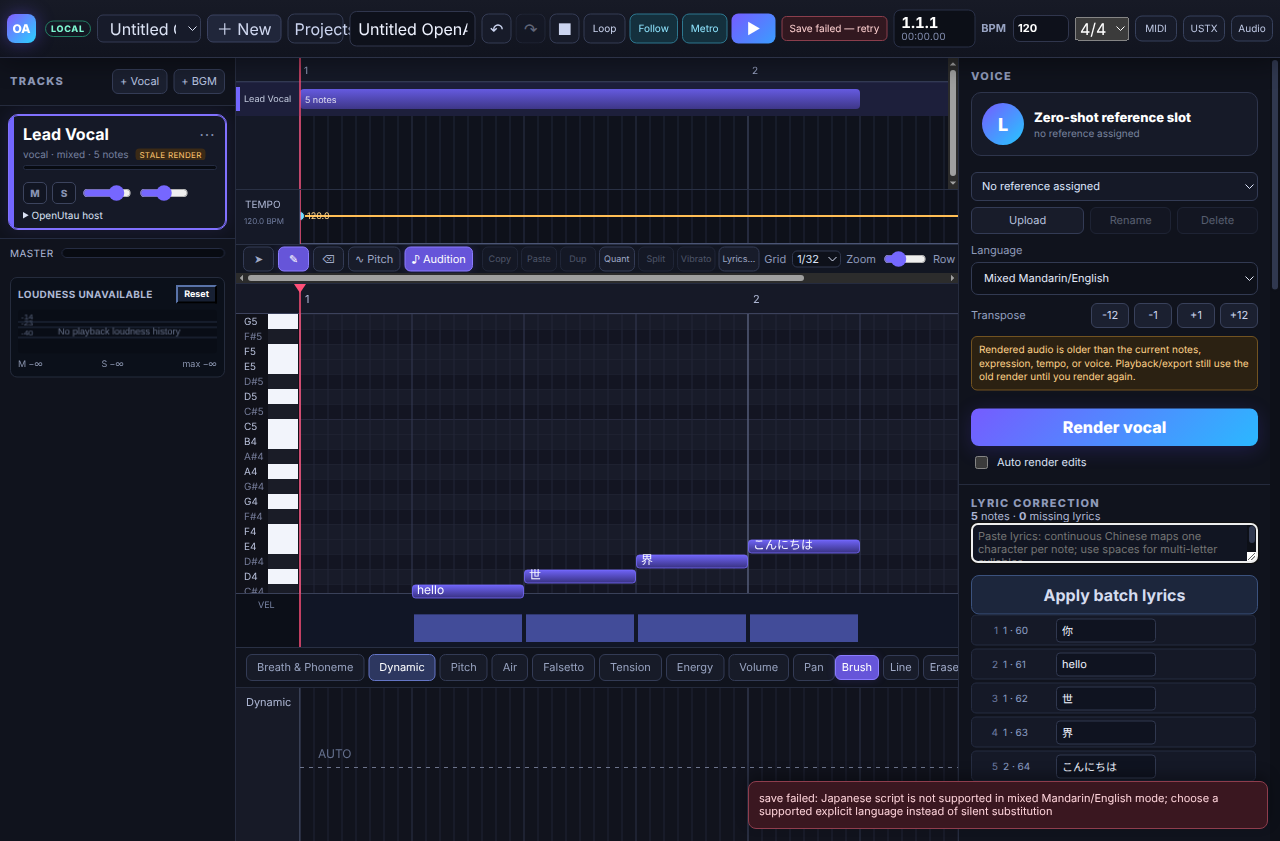 OA
LOCAL
Untitled
+ New
Projects
Untitled OpenA
Loop
Follow
Metro
Save failed — retry
1.1.1
00:00.00
BPM
120
4/4
MIDI
USTX
Audio
TRACKS
+ Vocal
+ BGM
Lead Vocal
...
vocal · mixed · 5 notes
STALE RENDER
M
S
OpenUtau host
MASTER
LOUDNESS UNAVAILABLE
Reset
-14
-40
No playback loudness history
M −∞
S −∞
max −∞
1
2
Lead Vocal
5 notes
TEMPO
120.0 BPM
120.0
Pitch
Audition
Copy
Paste
Dup
Quant
Split
Vibrato
Lyrics...
Grid
1/32
Zoom
Row
1
2
G5
F#5
F5
E5
D#5
D5
C#5
C5
B4
A#4
A4
G#4
G4
F#4
F4
E4
D#4
D4
C#4
hello
世
界
こんにちは
VEL
Breath & Phoneme
Dynamic
Pitch
Air
Falsetto
Tension
Energy
Volume
Pan
Brush
Line
Erase
Dynamic
AUTO
VOICE
L
Zero-shot reference slot
no reference assigned
No reference assigned
Upload
Rename
Delete
Language
Mixed Mandarin/English
Transpose
-12
-1
+1
+12
Rendered audio is older than the current notes,
expression, tempo, or voice. Playback/export still use the
old render until you render again.
Render vocal
Auto render edits
LYRIC CORRECTION
5 notes · 0 missing lyrics
Paste lyrics: continuous Chinese maps one
character per note; use spaces for multi-letter
Apply batch lyrics
1 1 · 60
你
2 1 · 61
hello
3 1 · 62
世
4 1 · 63
界
5 2 · 64
こんにちは
save failed: Japanese script is not supported in mixed Mandarin/English mode; choose a
supported explicit language instead of silent substitution